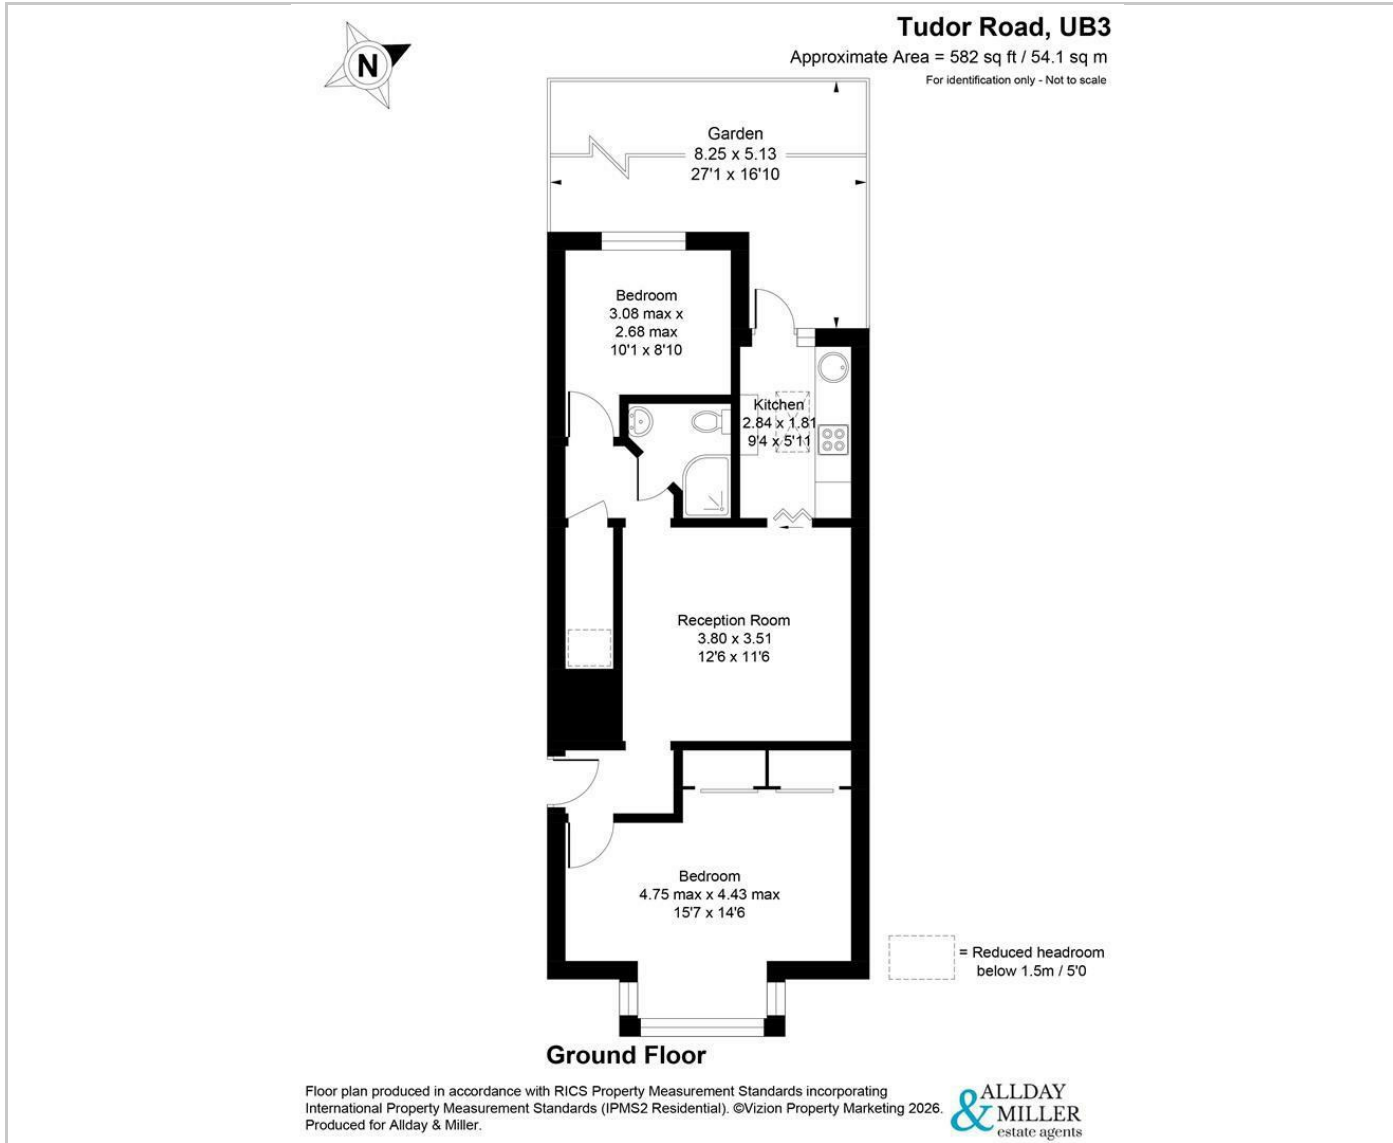 Tudor Road, UB3
Approximate Area = 582 sq ft / 54.1 sq m
For identification only - Not to scale
N
Garden
8.25 x 5.13
27'1 x 16'10
Bedroom
3.08 max x
2.68 max
10'1 x 8'10
Kitchen
2.84 x 1.81
9'4 x 5'11
Reception Room
3.80 x 3.51
12'6 x 11'6
Bedroom
4.75 max x 4.43 max
15'7 x 14'6
= Reduced headroom
below 1.5m / 5'0
Ground Floor
Floor plan produced in accordance with RICS Property Measurement Standards incorporating
International Property Measurement Standards (IPMS2 Residential). ©Vizion Property Marketing 2026.
Produced for Allday & Miller.
ALLDAY
& MILLER
estate agents